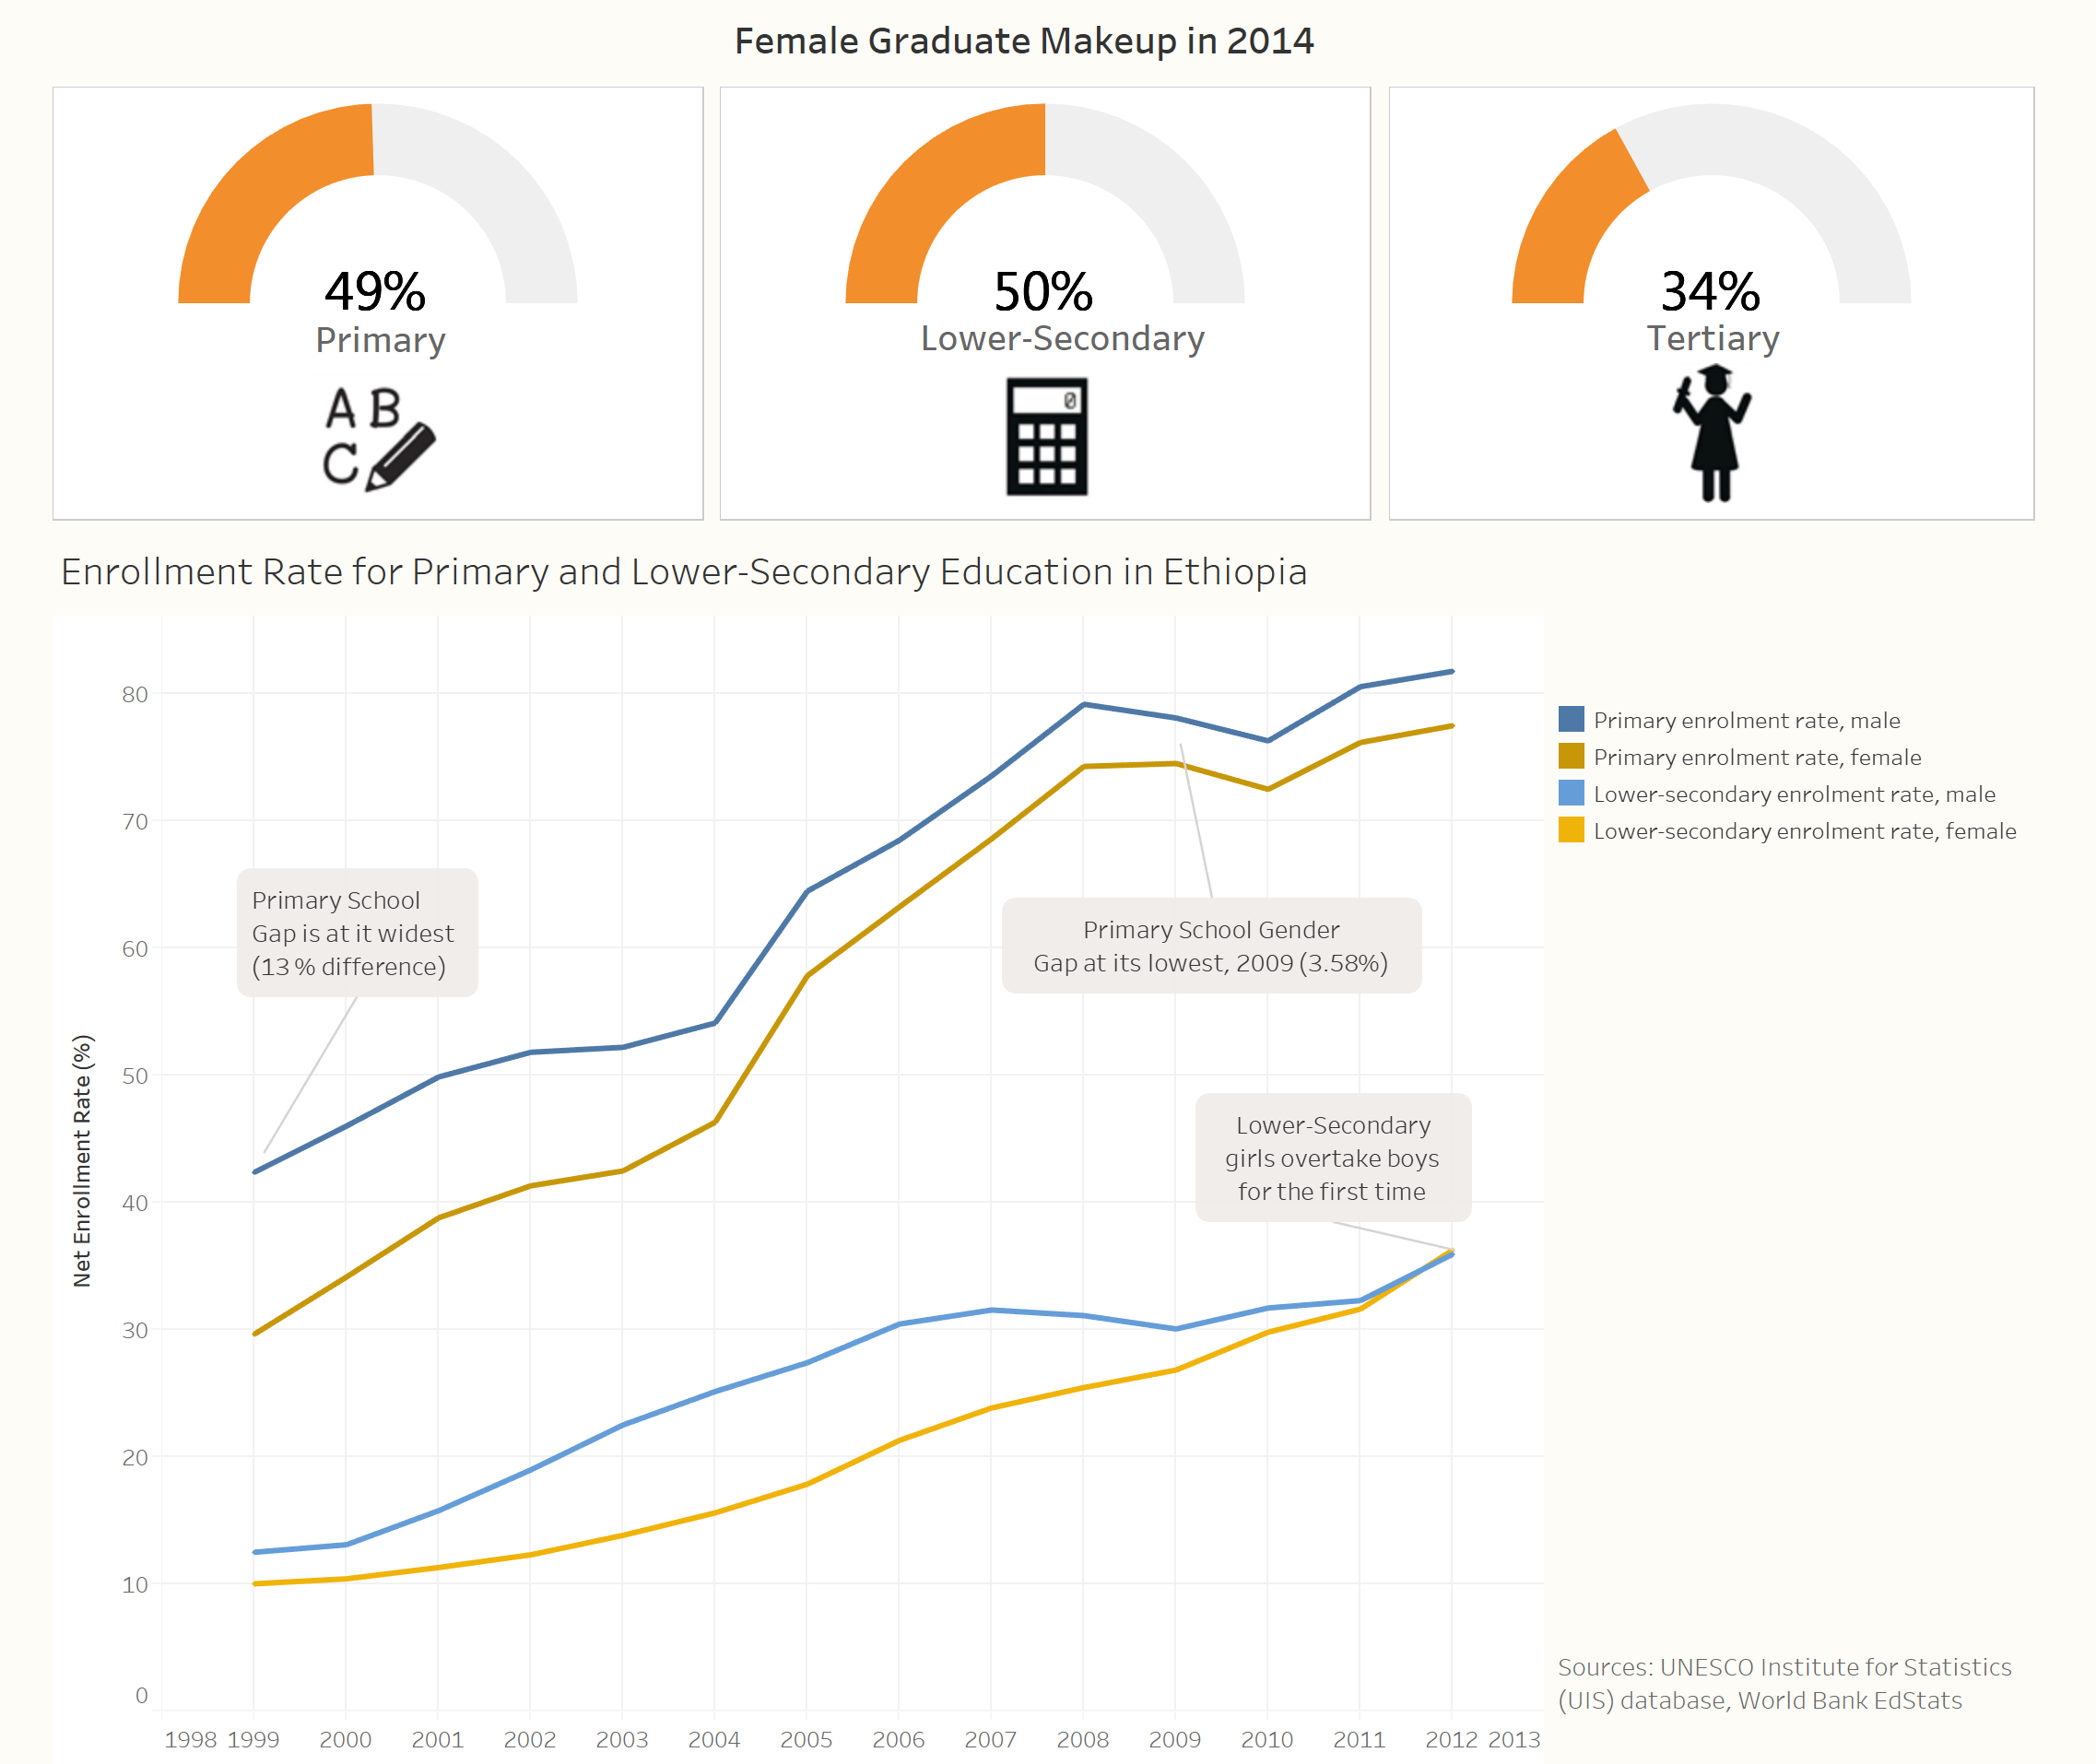 Female Graduate Makeup in 2014
49%
Primary
A B
C
50%
Lower-Secondary
0
34%
Tertiary
Enrollment Rate for Primary and Lower-Secondary Education in Ethiopia
Net Enrollment Rate (%)
80
70
60
50
40
30
20
10
0
Primary School
Gap is at it widest
(13 % difference)
Primary School Gender
Gap at its lowest, 2009 (3.58%)
Lower-Secondary
girls overtake boys
for the first time
1998 1999 2000 2001 2002 2003 2004 2005 2006 2007 2008 2009 2010 2011 2012 2013
Primary enrolment rate, male
Primary enrolment rate, female
Lower-secondary enrolment rate, male
Lower-secondary enrolment rate, female
Sources: UNESCO Institute for Statistics
(UIS) database, World Bank EdStats